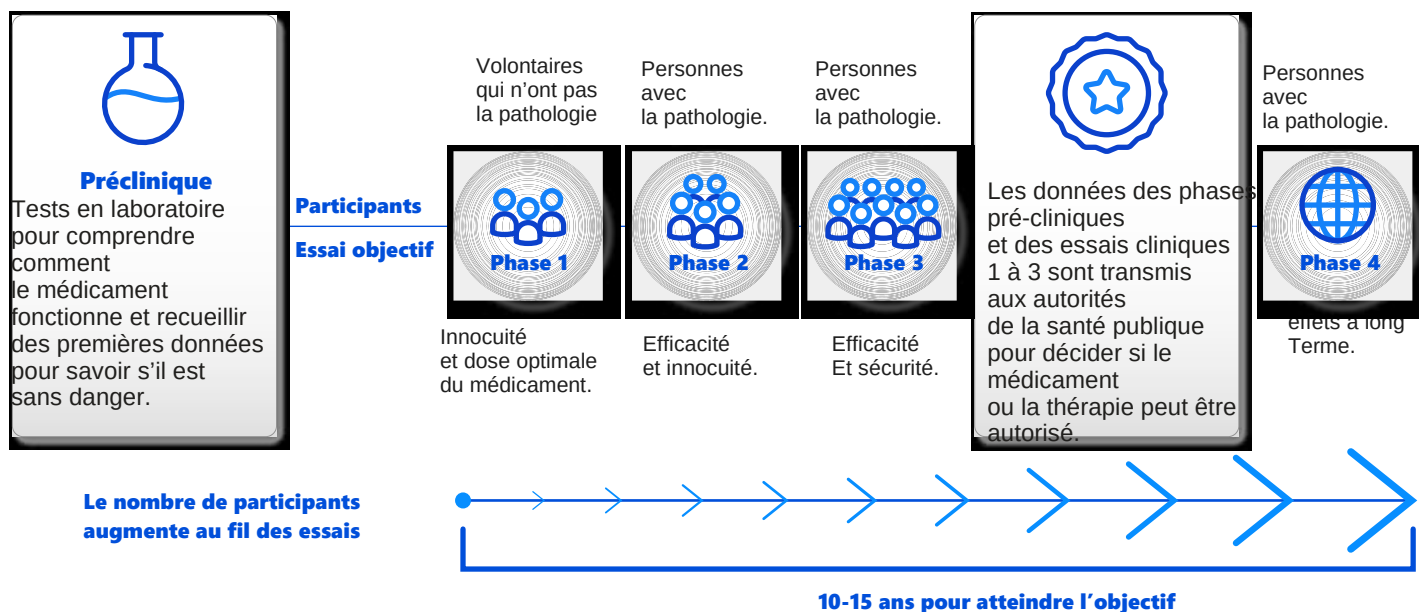 Préclinique
Tests en laboratoire
pour comprendre
comment
le médicament
fonctionne et recueillir
des premières données
pour savoir s'il est
sans danger.
Participants
Essai objectif
Volontaires
qui n'ont pas
la pathologie
Phase 1
Innocuité
et dose optimale
du médicament.
Personnes
avec
la pathologie.
Phase 2
Efficacité
et innocuité.
Personnes
avec
la pathologie.
Phase 3
Efficacité
Et sécurité.
Les données des phases
pré-cliniques
et des essais cliniques
1 à 3 sont transmis
aux autorités
de la santé publique
pour décider si le
médicament
ou la thérapie peut être
autorisé.
Personnes
avec
la pathologie.
Phase 4
effets à long
Terme.
Le nombre de participants
augmente au fil des essais
10-15 ans pour atteindre l’objectif